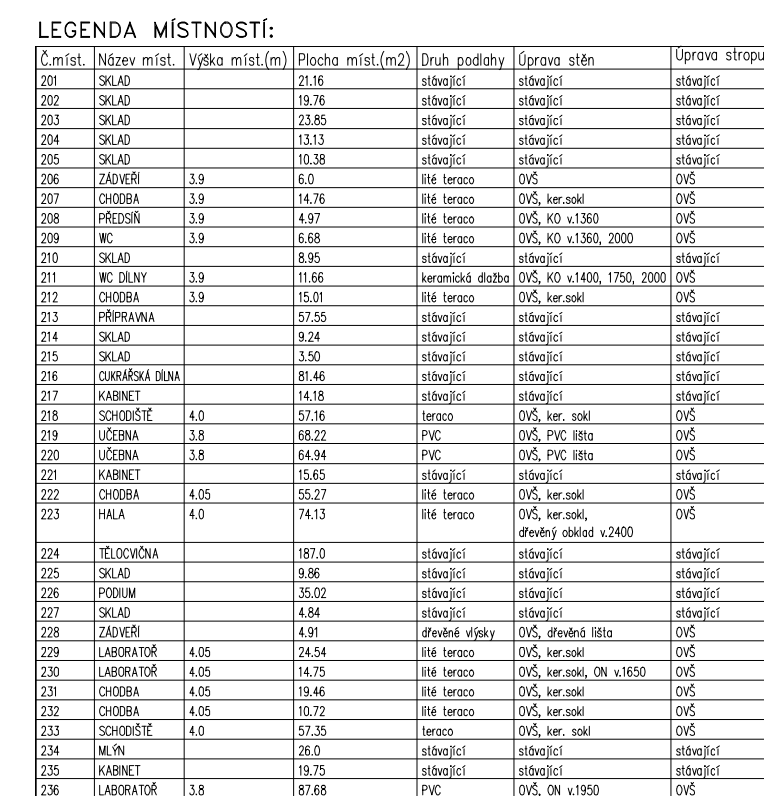 LEGENDA MÍSTNOSTÍ:
Č.míst. Název míst. Výška míst.(m) Plocha míst.(m2) Druh podlahy Úprava stěn Úprava stropu
201 SKLAD 21.16 stávající stávající stávající
202 SKLAD 19.76 stávající stávající stávající
203 SKLAD 23.85 stávající stávající stávající
204 SKLAD 13.13 stávající stávající stávající
205 SKLAD 10.38 stávající stávající stávající
206 ZÁDVEŘÍ 3.9 6.0 lité teraco OVŠ OVŠ
207 CHODBA 3.9 14.76 lité teraco OVŠ, ker.sokl OVŠ
208 PŘEDSÍŇ 3.9 4.97 lité teraco OVŠ, KO v.1360 OVŠ
209 WC 3.9 6.68 lité teraco OVŠ, KO v.1360, 2000 OVŠ
210 SKLAD 8.95 stávající stávající stávající
211 WC DÍLNY 3.9 11.66 keramická dlažba OVŠ, KO v.1400, 1750, 2000 OVŠ
212 CHODBA 3.9 15.01 lité teraco OVŠ, ker.sokl OVŠ
213 PŘÍPRAVNA 57.55 stávající stávající stávající
214 SKLAD 9.24 stávající stávající stávající
215 SKLAD 3.50 stávající stávající stávající
216 CUKRÁŘSKÁ DÍLNA 81.46 stávající stávající stávající
217 KABINET 14.18 stávající stávající stávající
218 SCHODIŠTĚ 4.0 57.16 teraco OVŠ, ker. sokl OVŠ
219 UČEBNA 3.8 68.22 PVC OVŠ, PVC lišta OVŠ
220 UČEBNA 3.8 64.94 PVC OVŠ, PVC lišta OVŠ
221 KABINET 15.65 stávající stávající stávající
222 CHODBA 4.05 55.27 lité teraco OVŠ, ker.sokl OVŠ
223 HALA 4.0 74.13 lité teraco OVŠ, ker.sokl, OVŠ
dřevěný obklad v.2400
224 TĚLOCVIČNA 187.0 stávající stávající stávající
225 SKLAD 9.86 stávající stávající stávající
226 PODIUM 35.02 stávající stávající stávající
227 SKLAD 4.84 stávající stávající stávající
228 ZÁDVEŘÍ 4.91 dřevěné vlýsky OVŠ, dřevěná lišta OVŠ
229 LABORATOŘ 4.05 24.54 lité teraco OVŠ, ker.sokl OVŠ
230 LABORATOŘ 4.05 14.75 lité teraco OVŠ, ker.sokl, ON v.1650 OVŠ
231 CHODBA 4.05 19.46 lité teraco OVŠ, ker.sokl OVŠ
232 CHODBA 4.05 10.72 lité teraco OVŠ, ker.sokl OVŠ
233 SCHODIŠTĚ 4.0 57.35 teraco OVŠ, ker. sokl OVŠ
234 MLÝN 26.0 stávající stávající stávající
235 KABINET 19.75 stávající stávající stávající
236 LABORATOŘ 3.8 87.68 PVC OVŠ, ON v.1950 OVŠ